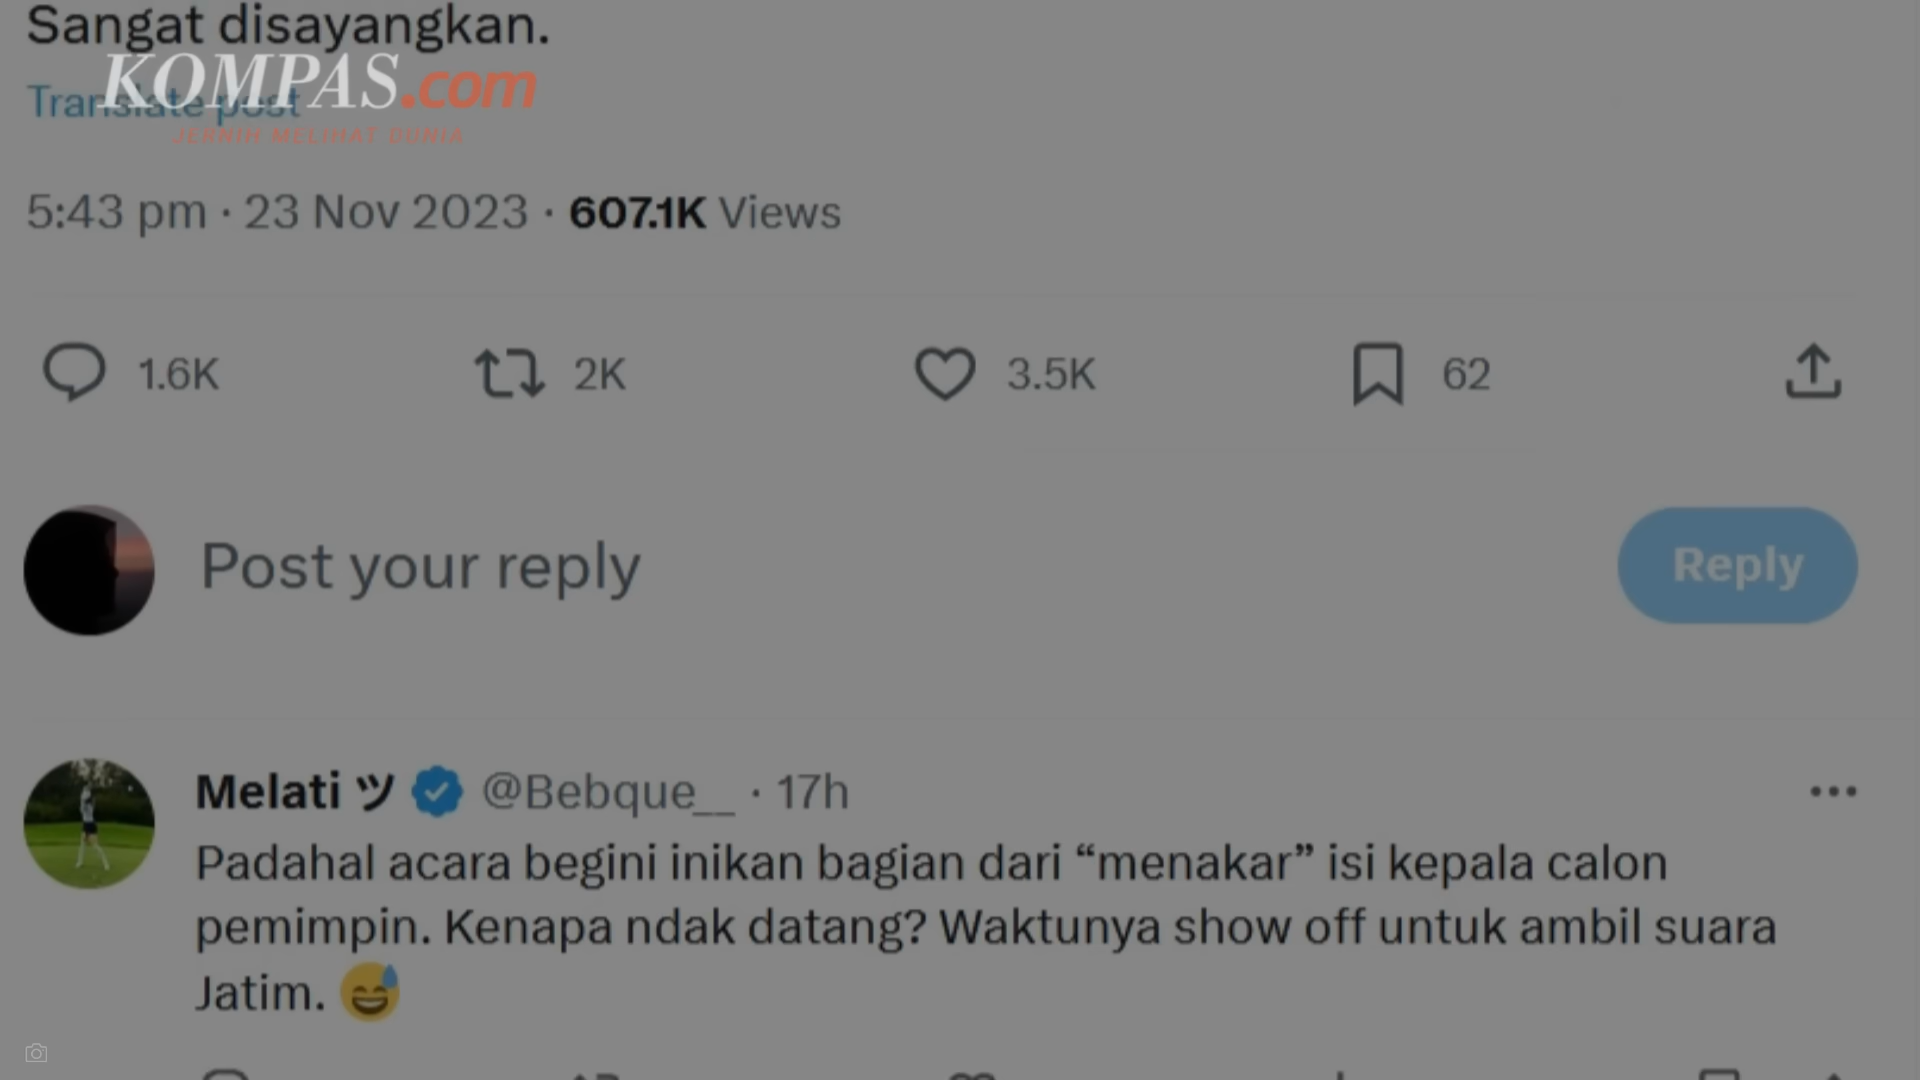 Sangat disayangkan.
KOMPAS.com
Translate post
JERNIH MELIHAT DUNIA
5:43 pm · 23 Nov 2023 · 607.1K Views
1.6K 2K 3.5K 62
Post your reply
Reply
Melati ツ @Bebque__ · 17h
Padahal acara begini inikan bagian dari “menakar” isi kepala calon
pemimpin. Kenapa ndak datang? Waktunya show off untuk ambil suara
Jatim. 😅